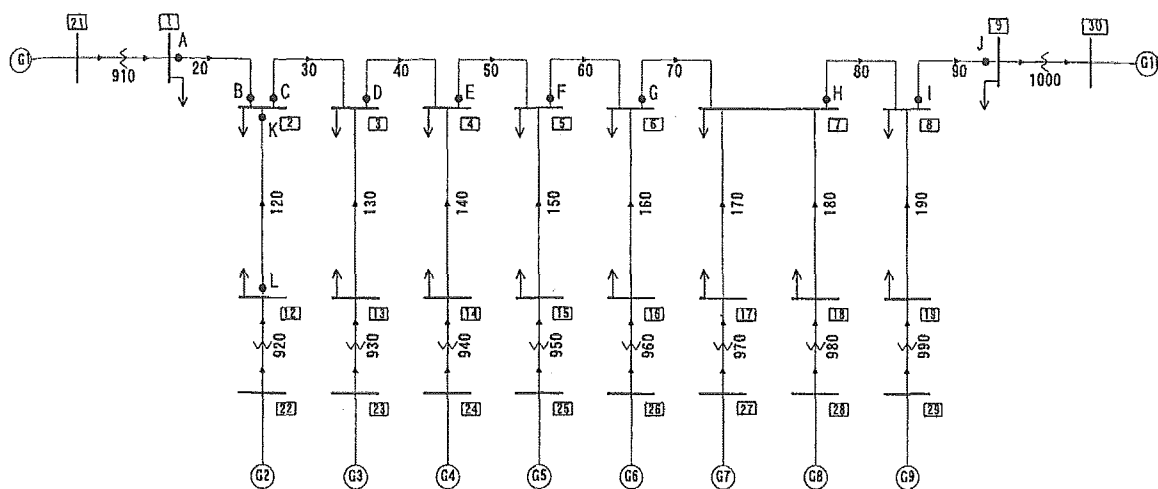 21 1 A 9 30
G1 910 20 30 40 50 60 70 80 90 J 1000 G1
B C D E F G H I
K 2 3 4 5 6 7 8
120 130 140 150 160 170 180 190
L
12 13 14 15 16 17 18 19
920 930 940 950 960 970 980 990
22 23 24 25 26 27 28 29
G2 G3 G4 G5 G6 G7 G8 G9